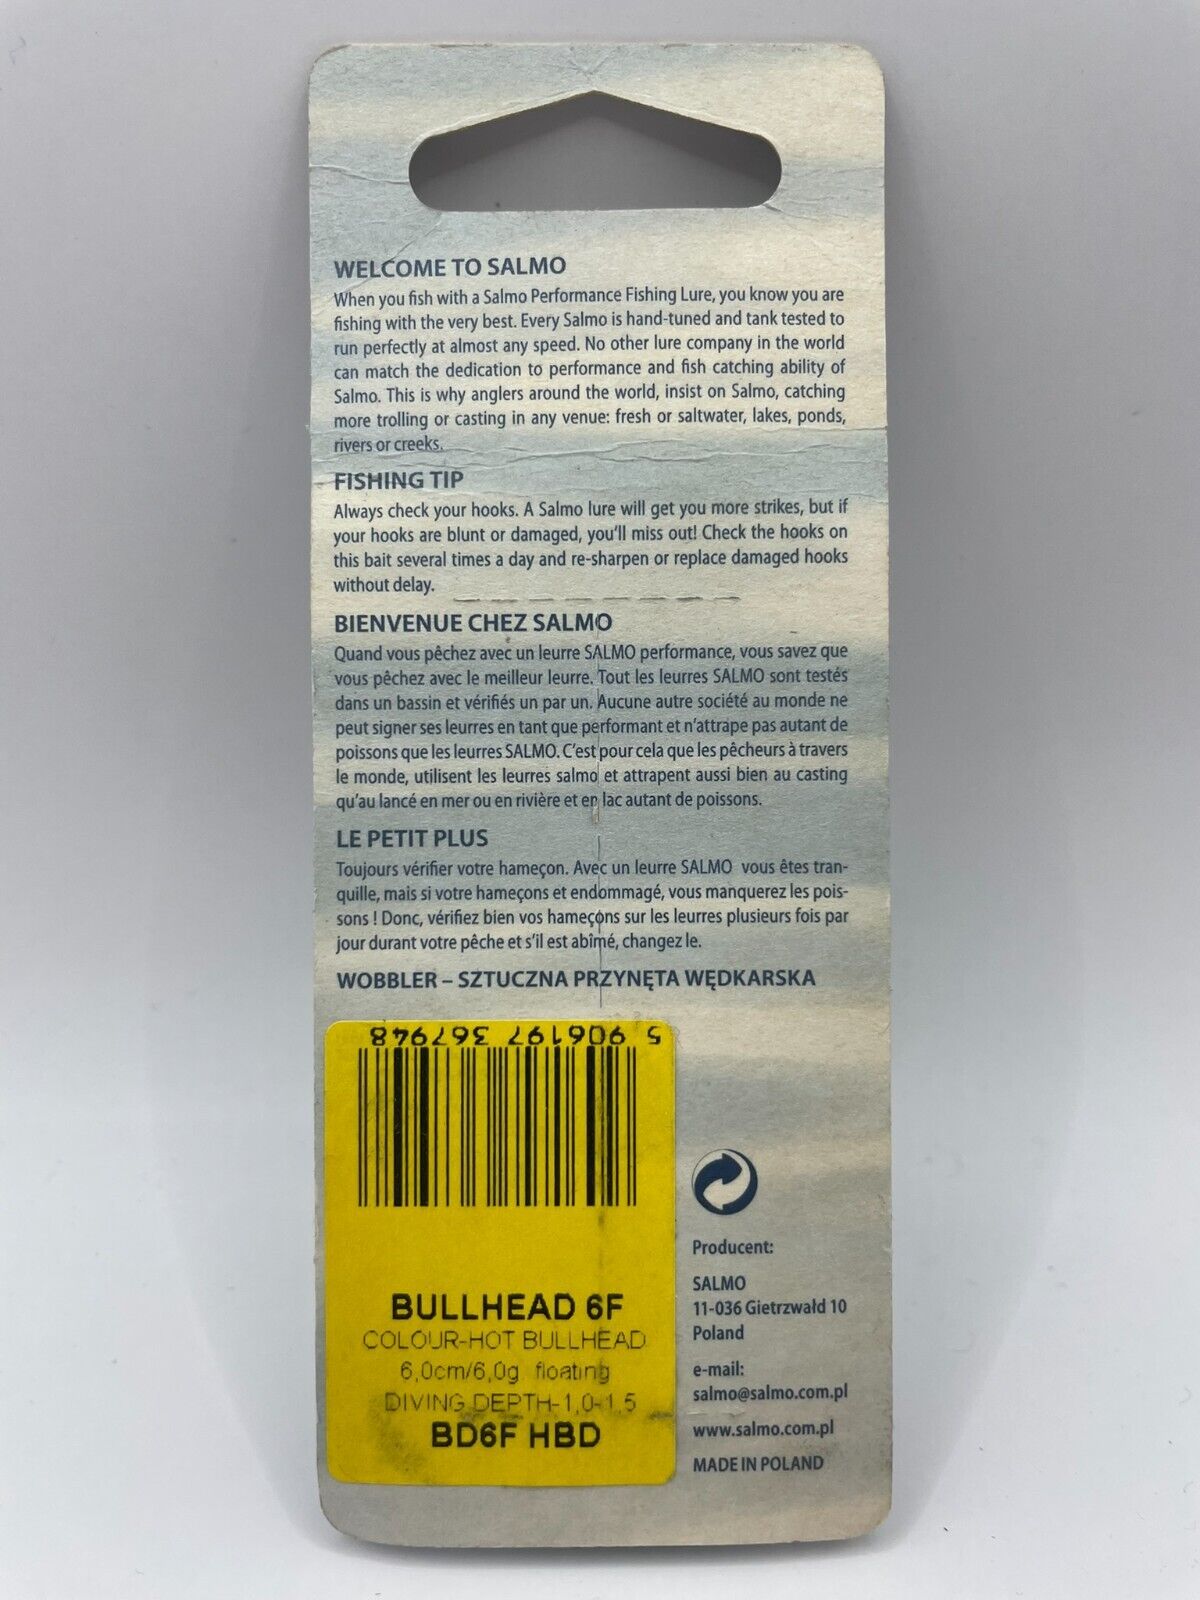 WELCOME TO SALMO
When you fish with a Salmo Performance Fishing Lure, you know you are
fishing with the very best. Every Salmo is hand-tuned and tank tested to
run perfectly at almost any speed. No other lure company in the world
can match the dedication to performance and fish catching ability of
Salmo. This is why anglers around the world, insist on Salmo, catching
more trolling or casting in any venue: fresh or saltwater, lakes, ponds,
rivers or creeks.
FISHING TIP
Always check your hooks. A Salmo lure will get you more strikes, but if
your hooks are blunt or damaged, you'll miss out! Check the hooks on
this bait several times a day and re-sharpen or replace damaged hooks
without delay.
BIENVENUE CHEZ SALMO
Quand vous pêchez avec un leurre SALMO performance, vous savez que
vous pêchez avec le meilleur leurre. Tout les leurres SALMO sont testés
dans un bassin et vérifiés un par un. Aucune autre société au monde ne
peut signer ses leurres en tant que performant et n'attrape pas autant de
poissons que les leurres SALMO. C'est pour cela que les pêcheurs à travers
le monde, utilisent les leurres salmo et attrapent aussi bien au casting
qu'au lancé en mer ou en rivière et en lac autant de poissons.
LE PETIT PLUS
Toujours vérifier votre hameçon. Avec un leurre SALMO vous êtes tran-
quille, mais si votre hameçons et endommagé, vous manquerez les pois-
sons ! Donc, vérifiez bien vos hameçons sur les leurres plusieurs fois par
jour durant votre pêche et s'il est abîmé, changez le.
WOBBLER – SZTUCZNA PRZYNĘTA WĘDKARSKA
5 906197 367948
BULLHEAD 6F
COLOUR-HOT BULLHEAD
6,0cm/6,0g floating
DIVING DEPTH-1,0-1,5
BD6F HBD
Producent:
SALMO
11-036 Gietrzwałd 10
Poland
e-mail:
salmo@salmo.com.pl
www.salmo.com.pl
MADE IN POLAND